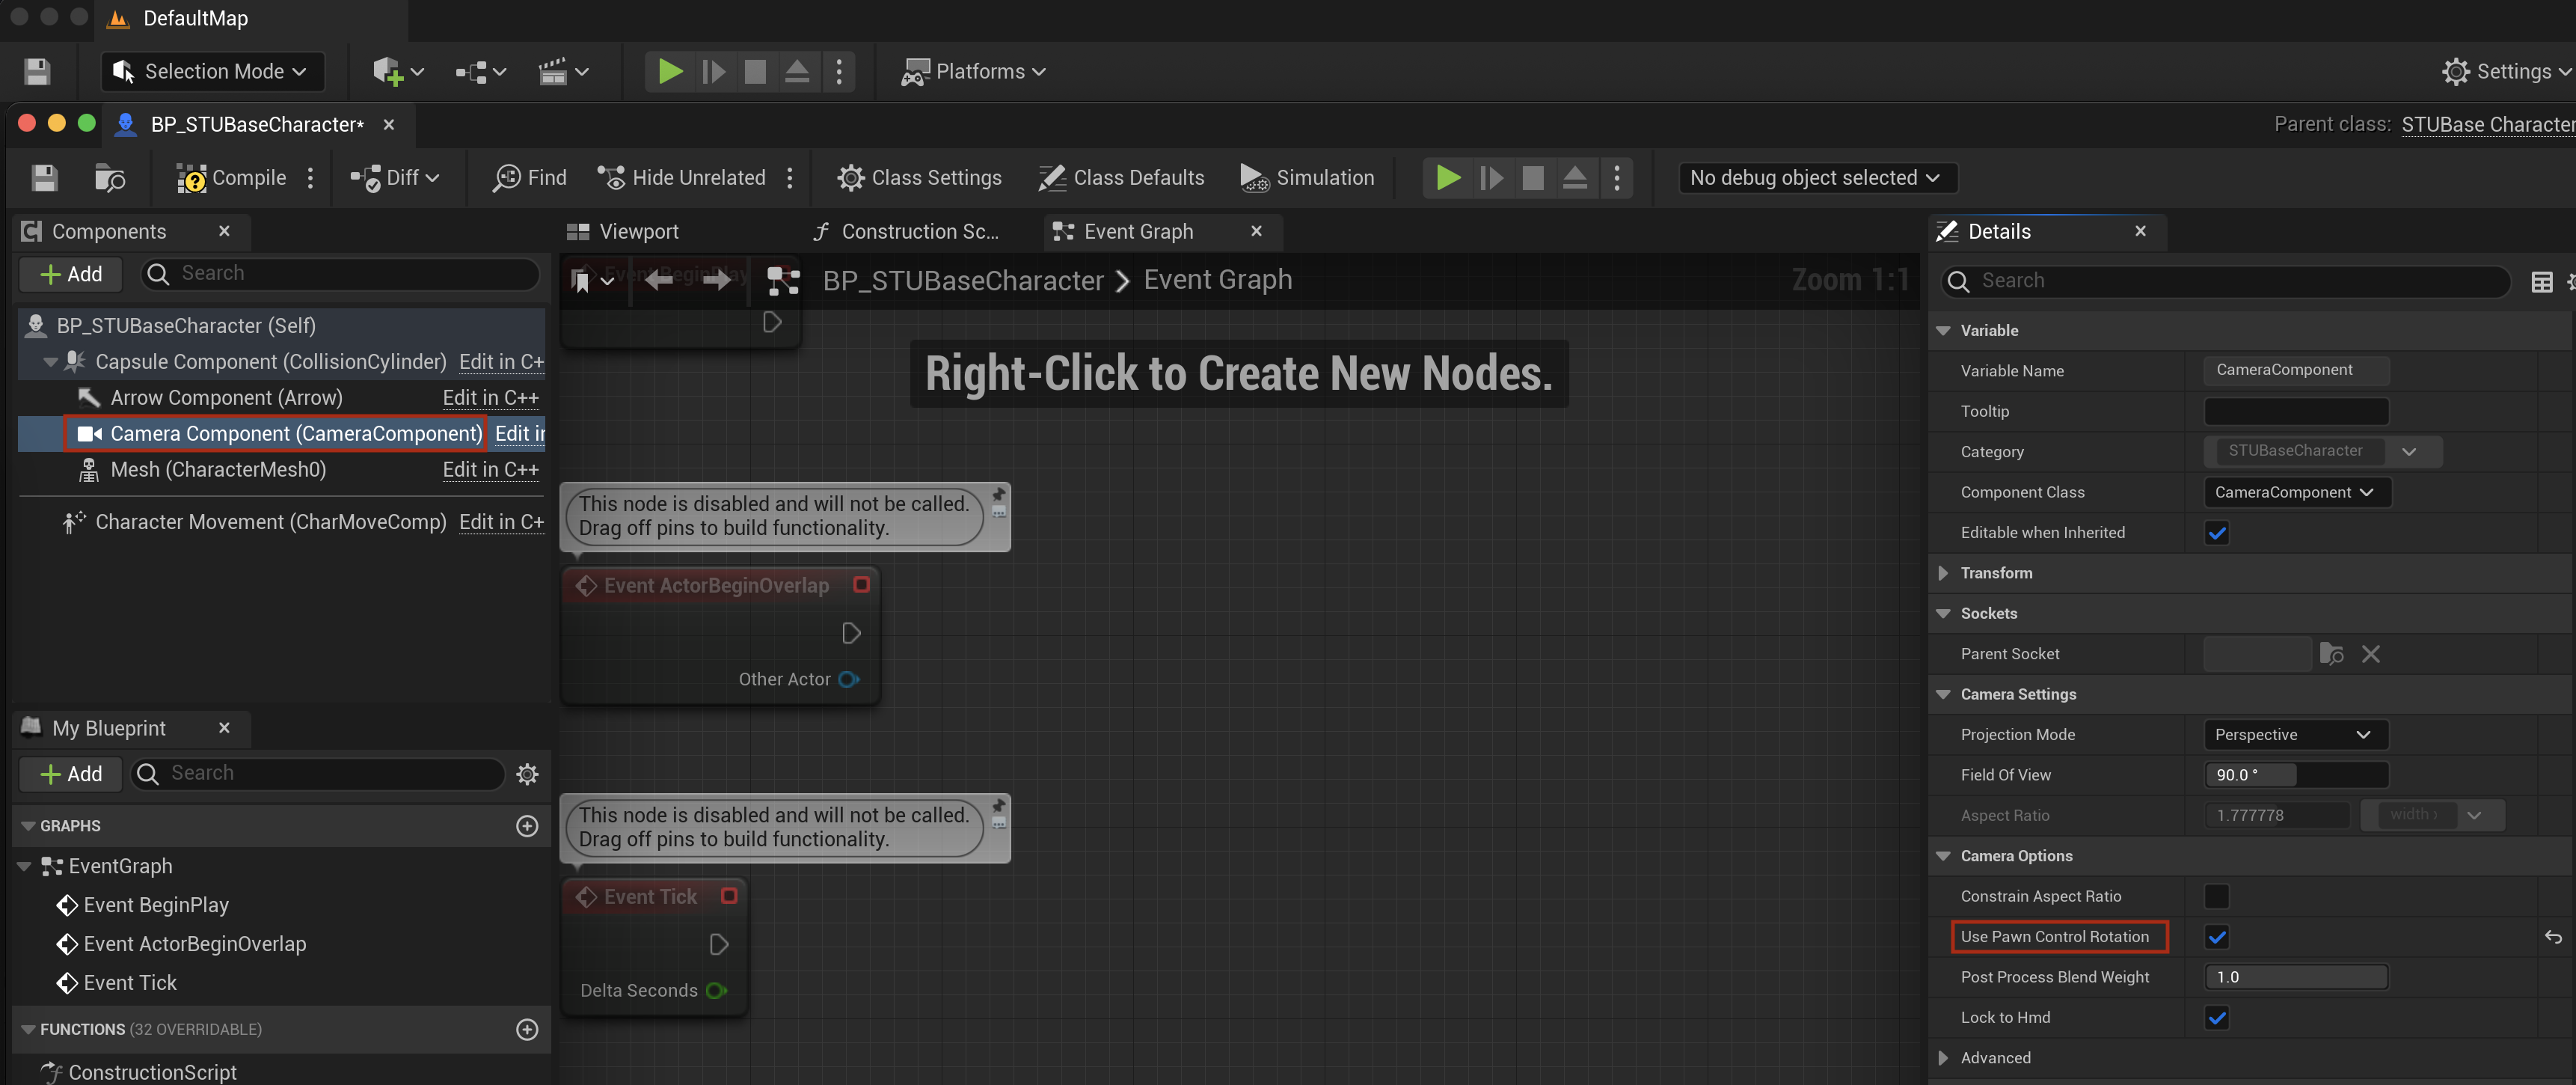 DefaultMap
Selection Mode
Platforms
Settings
BP_STUBaseCharacter*
Parent class: STUBase Character
Compile
Diff
Find
Hide Unrelated
Class Settings
Class Defaults
Simulation
No debug object selected
Components
Add
Search
BP_STUBaseCharacter (Self)
Capsule Component (CollisionCylinder) Edit in C+
Arrow Component (Arrow) Edit in C++
Camera Component (CameraComponent) Edit in
Mesh (CharacterMesh0) Edit in C++
Character Movement (CharMoveComp) Edit in C+
My Blueprint
Add
Search
GRAPHS
EventGraph
Event BeginPlay
Event ActorBeginOverlap
Event Tick
FUNCTIONS (32 OVERRIDABLE)
ConstructionScript
Viewport
Construction Sc...
Event Graph
Event BeginPlay
BP_STUBaseCharacter > Event Graph
Zoom 1:1
Right-Click to Create New Nodes.
This node is disabled and will not be called.
Drag off pins to build functionality.
Event ActorBeginOverlap
Other Actor
This node is disabled and will not be called.
Drag off pins to build functionality.
Event Tick
Delta Seconds
Details
Search
Variable
Variable Name CameraComponent
Tooltip
Category STUBaseCharacter
Component Class CameraComponent
Editable when Inherited
Transform
Sockets
Parent Socket
Camera Settings
Projection Mode Perspective
Field Of View 90.0 °
Aspect Ratio 1.777778 width
Camera Options
Constrain Aspect Ratio
Use Pawn Control Rotation
Post Process Blend Weight 1.0
Lock to Hmd
Advanced